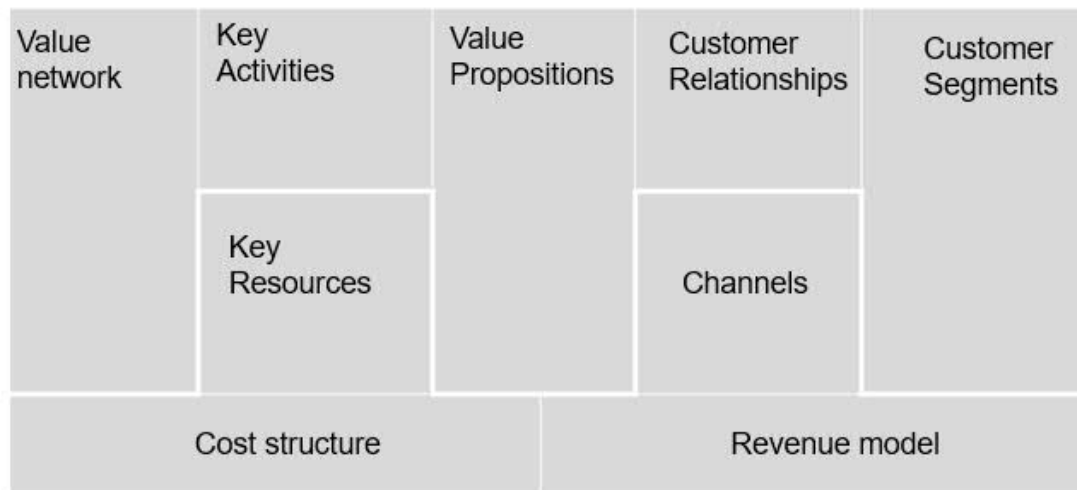 Value
network
Key
Activities
Value
Propositions
Customer
Relationships
Customer
Segments
Key
Resources
Channels
Cost structure
Revenue model